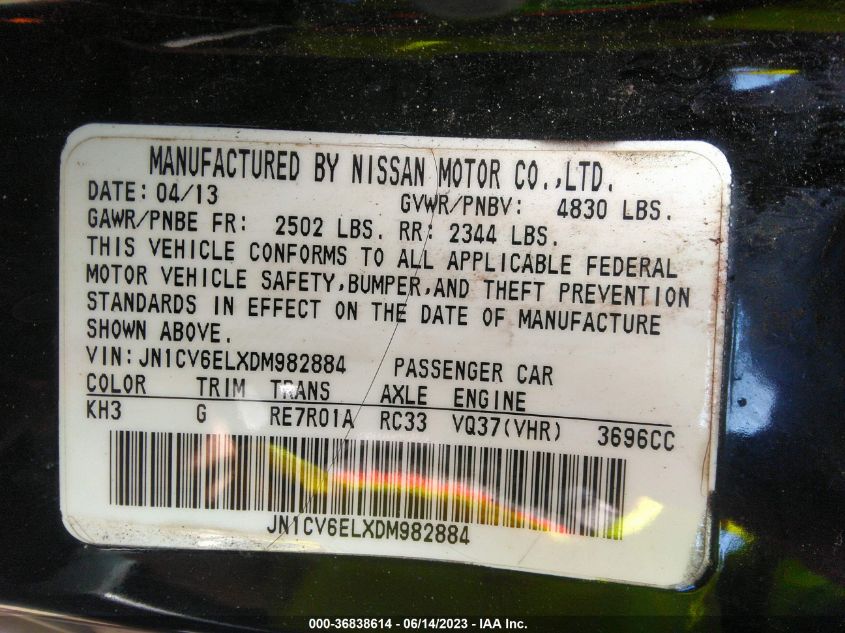 MANUFACTURED BY NISSAN MOTOR CO.,LTD.
DATE: 04/13 GVWR/PNBV: 4830 LBS.
GAWR/PNBE FR: 2502 LBS. RR: 2344 LBS.
THIS VEHICLE CONFORMS TO ALL APPLICABLE FEDERAL
MOTOR VEHICLE SAFETY,BUMPER,AND THEFT PREVENTION
STANDARDS IN EFFECT ON THE DATE OF MANUFACTURE
SHOWN ABOVE.
VIN: JN1CV6ELXDM982884 PASSENGER CAR
COLOR TRIM TRANS AXLE ENGINE
KH3 G RE7R01A RC33 VQ37(VHR) 3696CC
JN1CV6ELXDM982884
000-36838614 - 06/14/2023 - IAA Inc.